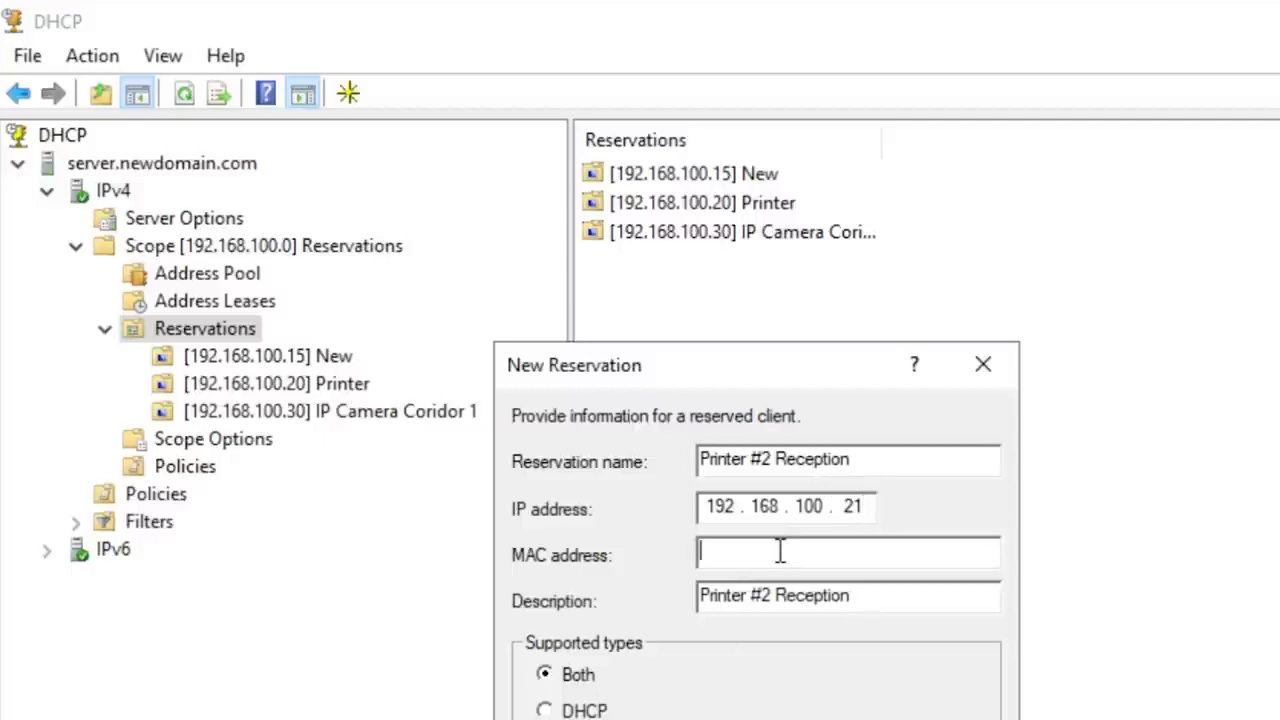 DHCP
File Action View Help
DHCP
server.newdomain.com
IPv4
Server Options
Scope [192.168.100.0] Reservations
Address Pool
Address Leases
Reservations
[192.168.100.15] New
[192.168.100.20] Printer
[192.168.100.30] IP Camera Coridor 1
Scope Options
Policies
Policies
Filters
IPv6
Reservations
[192.168.100.15] New
[192.168.100.20] Printer
[192.168.100.30] IP Camera Cori...
New Reservation ?
Provide information for a reserved client.
Reservation name: Printer #2 Reception
IP address: 192 . 168 . 100 . 21
MAC address:
Description: Printer #2 Reception
Supported types
Both
DHCP